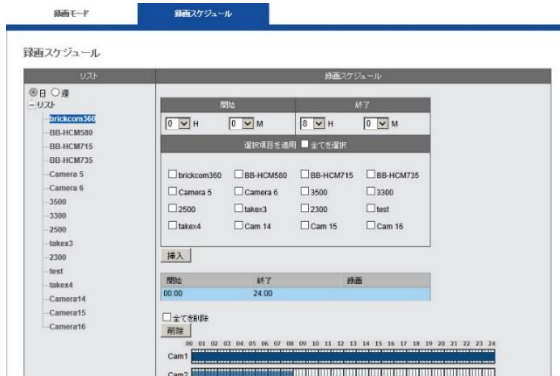 録画モード
録画スケジュール
録画スケジュール
リスト
録画スケジュール
日 週
リスト
brickcom360
BB-HCM580
BB-HCM715
BB-HCM735
Camera 5
Camera 6
3500
3300
2500
takex3
2300
test
takex4
Camera14
Camera15
Camera16
開始 終了
0 H 0 M 8 H 0 M
選択項目を適用 全てを選択
brickcom360 BB-HCM580 BB-HCM715 BB-HCM735
Camera 5 Camera 6 3500 3300
2500 takex3 2300 test
takex4 Cam 14 Cam 15 Cam 16
挿入
開始 終了 録画
00:00 24:00
全てを削除
削除
00 01 02 03 04 05 06 07 08 09 10 11 12 13 14 15 16 17 18 19 20 21 22 23 24
Cam1
Cam2